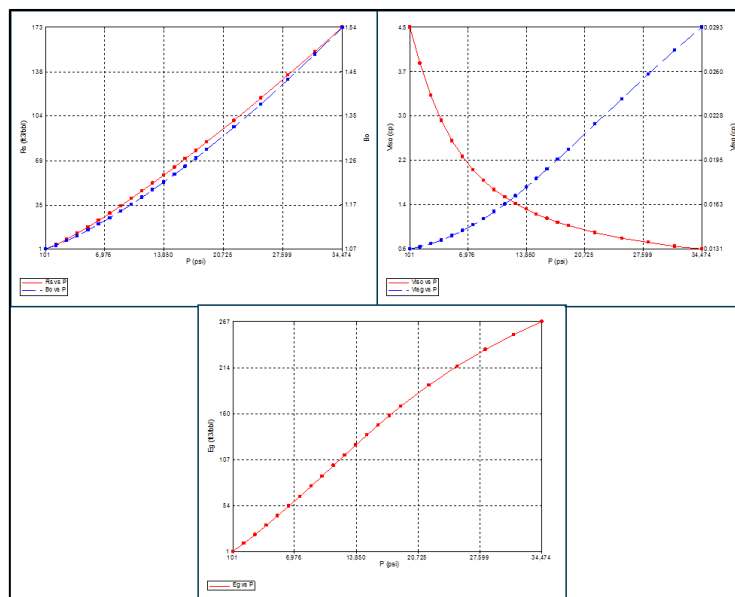 173
138
104
69
35
1
Rs (ft3/bbl)
1.54
1.45
1.36
1.26
1.17
1.07
Bo
101 6,976 13,850 20,725 27,599 34,474
P (psi)
Rs vs P
Bo vs P
4.5
3.7
3.0
2.2
1.4
0.6
Viso (cp)
0.0293
0.0260
0.0228
0.0195
0.0163
0.0131
Visg (cp)
101 6,976 13,850 20,725 27,599 34,474
P (psi)
Viso vs P
Visg vs P
267
214
160
107
54
1
Eg (ft3/bbl)
101 6,976 13,850 20,725 27,599 34,474
P (psi)
Eg vs P